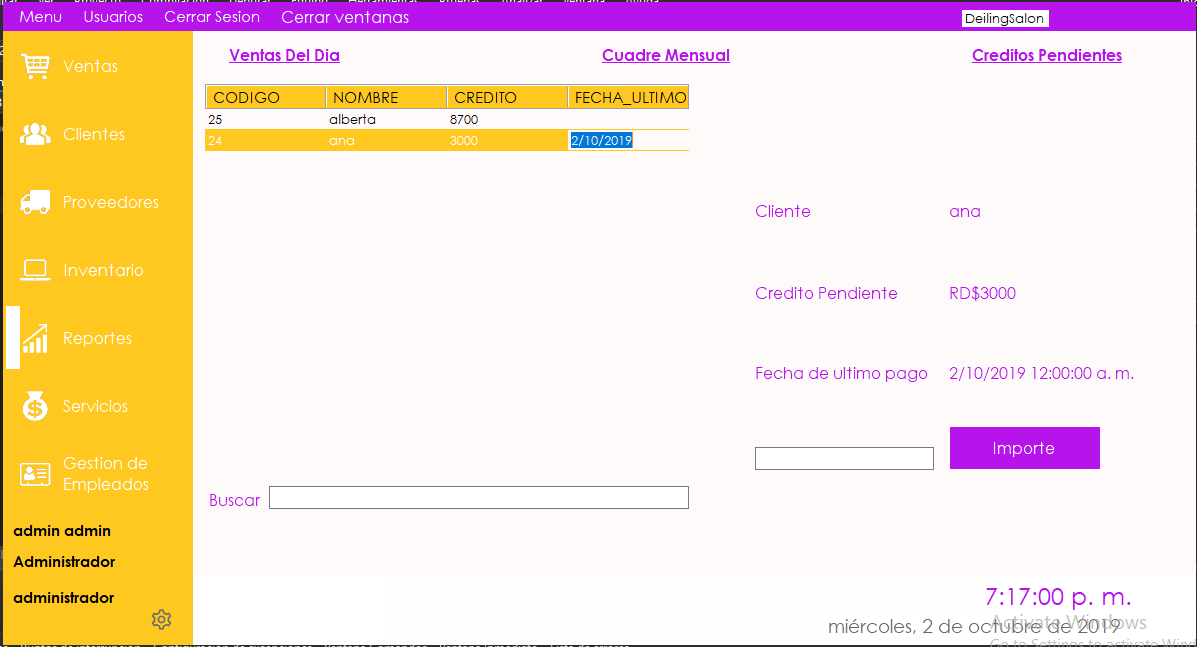 Menu Usuarios Cerrar Sesion Cerrar ventanas DeilingSalon
Ventas Del Dia Cuadre Mensual Creditos Pendientes
Ventas
CODIGO NOMBRE CREDITO FECHA_ULTIMO
25 alberta 8700
24 ana 3000 2/10/2019
Clientes
Proveedores
Cliente ana
Inventario
Credito Pendiente RD$3000
Reportes
Fecha de ultimo pago 2/10/2019 12:00:00 a. m.
Servicios
Importe
Gestion de
Empleados
Buscar
admin admin
Administrador
administrador
7:17:00 p. m.
miércoles, 2 de octubre de 2019
Activate Windows
Go to Settings to activate Wind